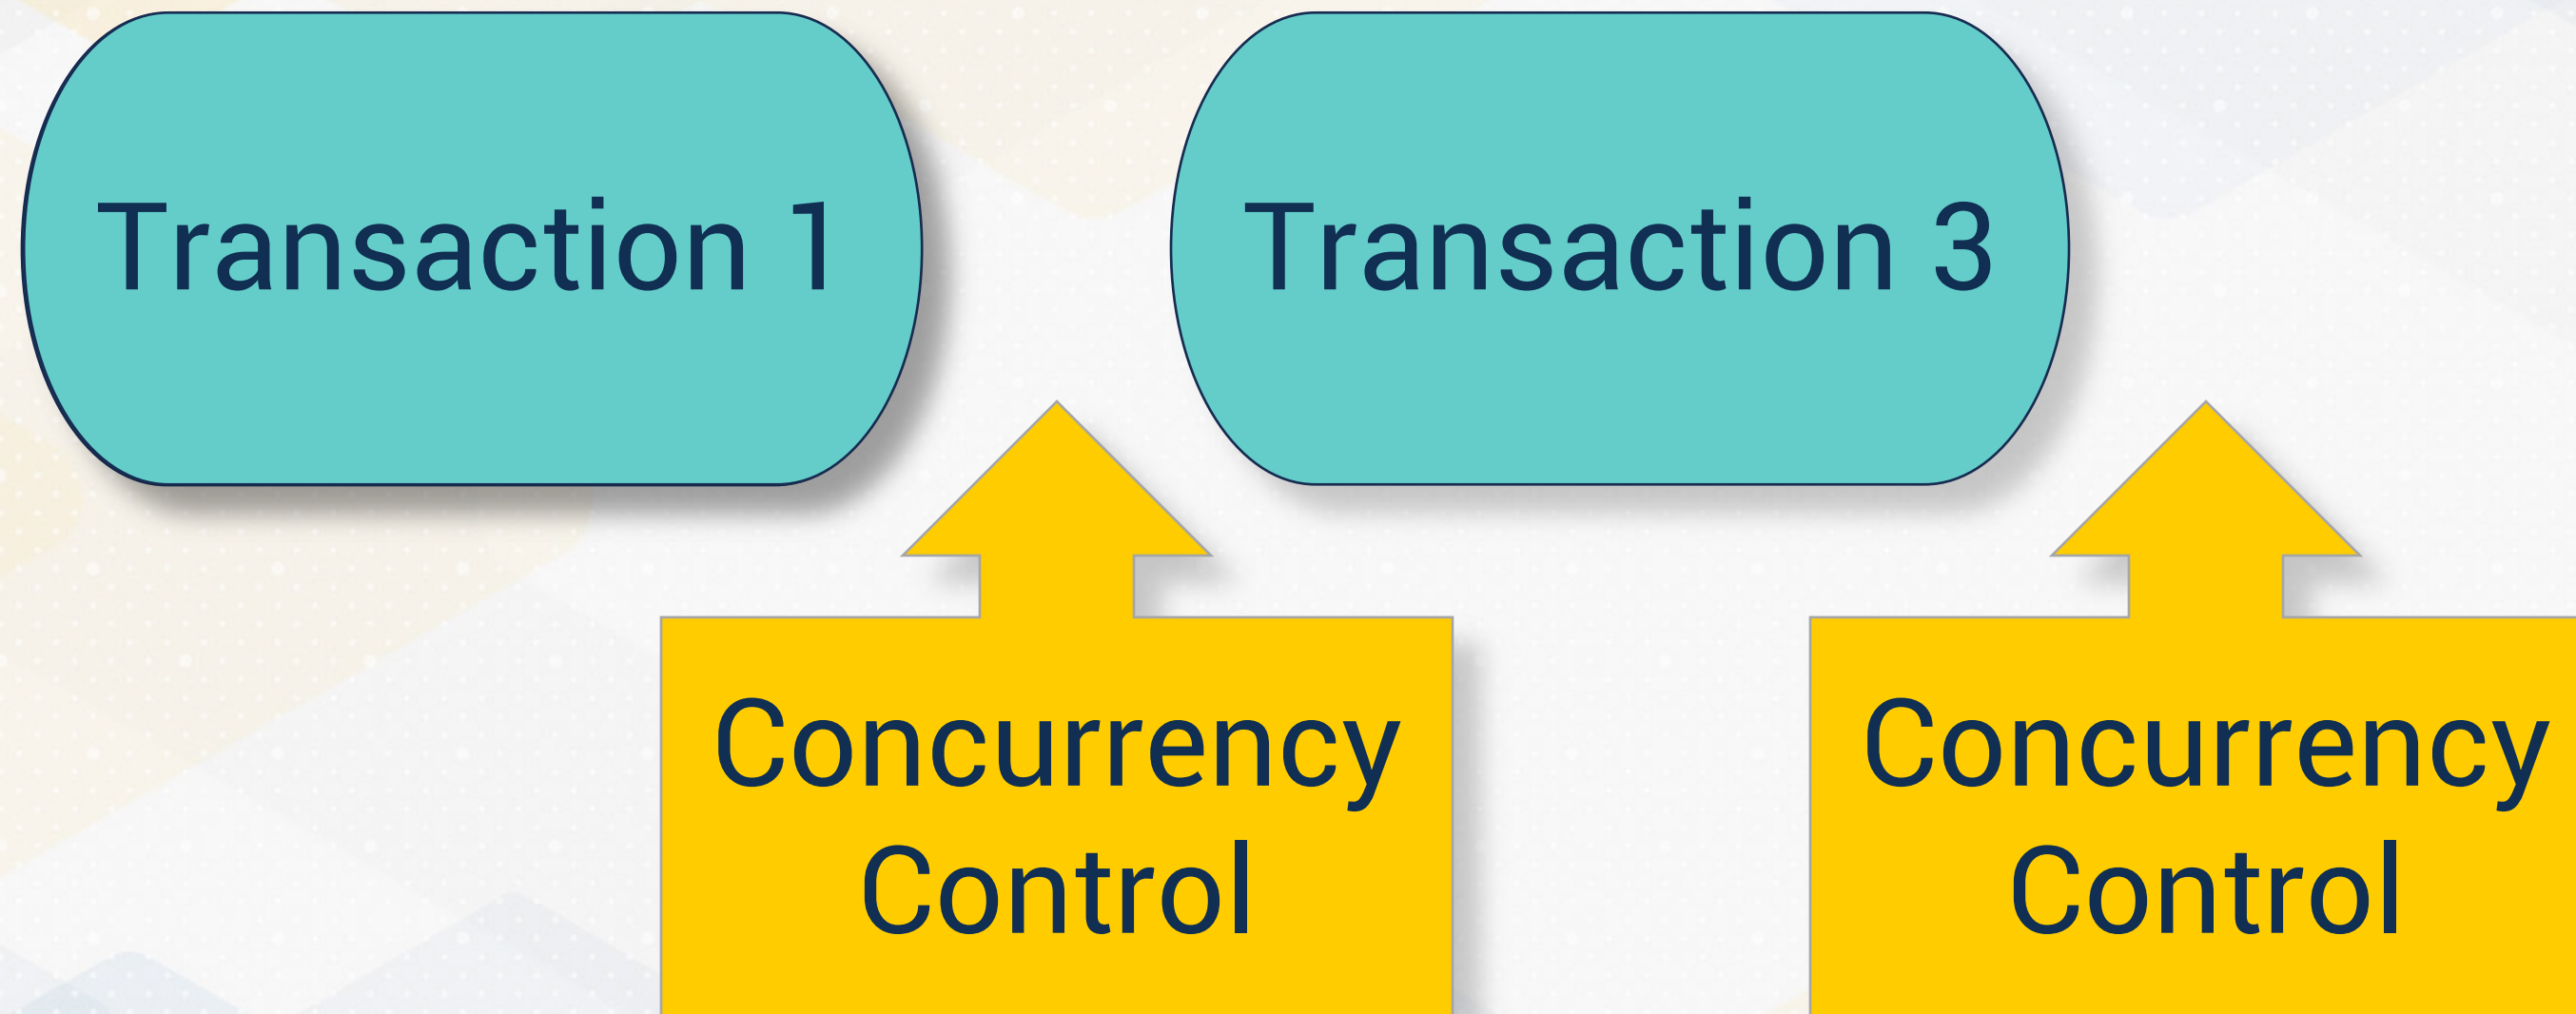 Transaction 1
Transaction 3
Concurrency
Control
Concurrency
Control